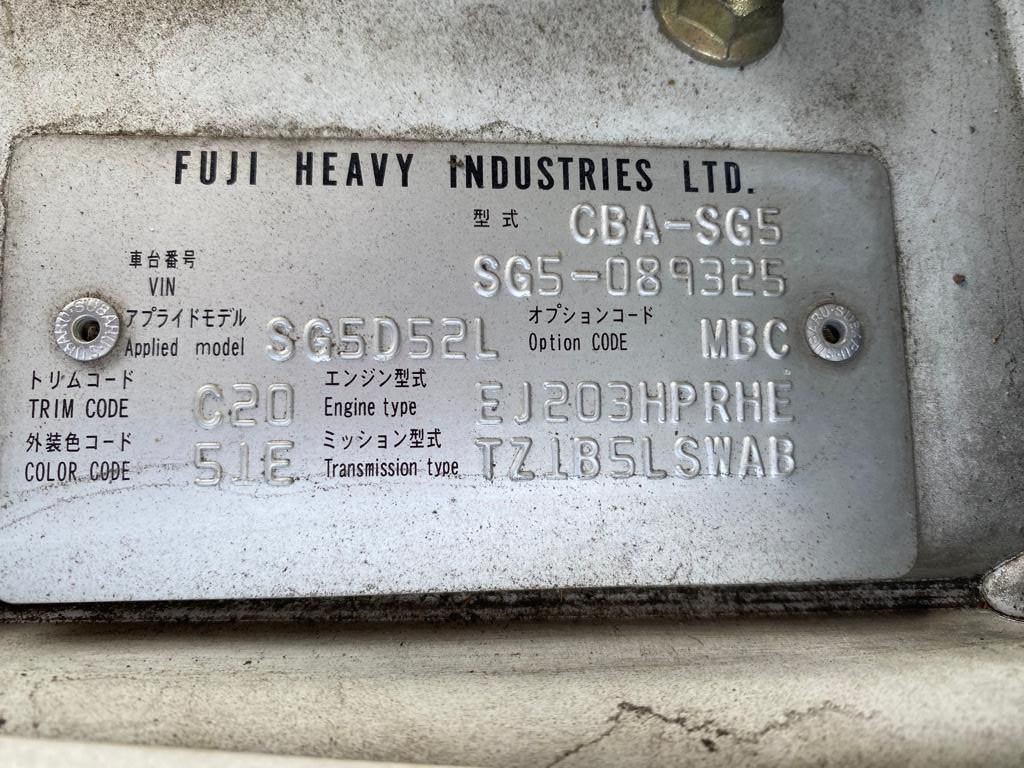 FUJI HEAVY INDUSTRIES LTD.
型式 CBA-SG5
車台番号
VIN SG5-089325
アプライドモデル オプションコード
Applied model SG5D52L Option CODE MBC
トリムコード エンジン型式
TRIM CODE C20 Engine type EJ203HPRHE
外装色コード ミッション型式
COLOR CODE 51E Transmission type TZ1B5LSWAB